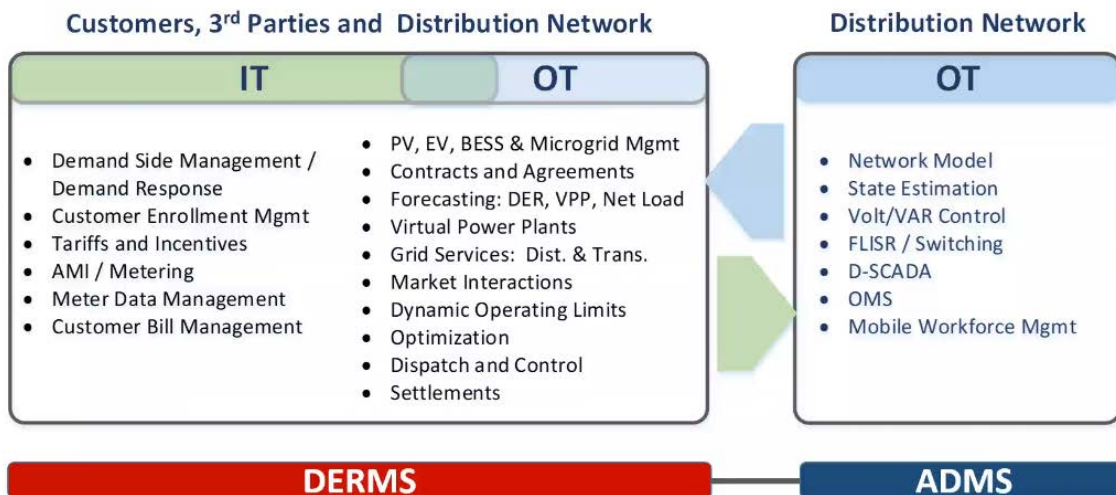 Customers, 3rd Parties and Distribution Network
IT
OT
• Demand Side Management /
Demand Response
• Customer Enrollment Mgmt
• Tariffs and Incentives
• AMI / Metering
• Meter Data Management
• Customer Bill Management
• PV, EV, BESS & Microgrid Mgmt
• Contracts and Agreements
• Forecasting: DER, VPP, Net Load
• Virtual Power Plants
• Grid Services: Dist. & Trans.
• Market Interactions
• Dynamic Operating Limits
• Optimization
• Dispatch and Control
• Settlements
DERMS
Distribution Network
OT
• Network Model
• State Estimation
• Volt/VAR Control
• FLISR / Switching
• D-SCADA
• OMS
• Mobile Workforce Mgmt
ADMS